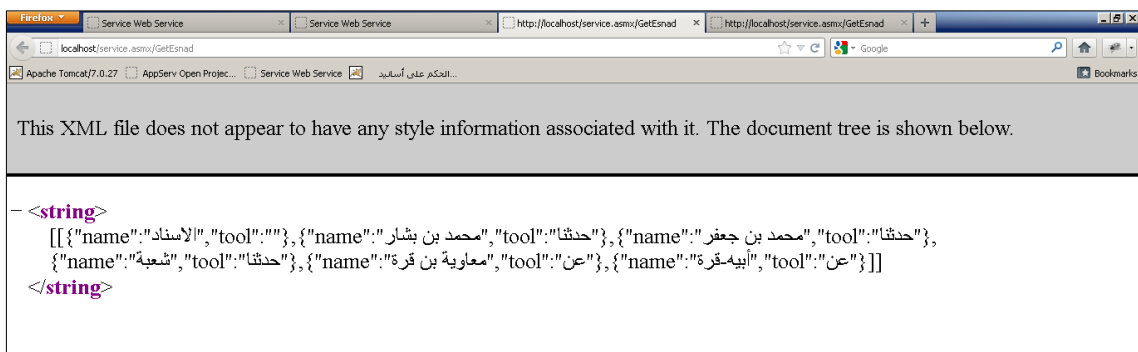 Firefox
Service Web Service
Service Web Service
http://localhost/service.asmx/GetEsnad
http://localhost/service.asmx/GetEsnad
localhost/service.asmx/GetEsnad
Google
Apache Tomcat/7.0.27
AppServ Open Projec...
Service Web Service
الحكم على أسانيد...
Bookmarks
This XML file does not appear to have any style information associated with it. The document tree is shown below.
− <string>
[[{"name":"الاسناد","tool":""},{"name":"محمد بن بشار","tool":"حدثنا"},{"name":"محمد بن جعفر","tool":"حدثنا"},
{"name":"شعبة","tool":"حدثنا"},{"name":"معاوية بن قرة","tool":"عن"},{"name":"أبيه-قرة","tool":"عن"}]]
</string>